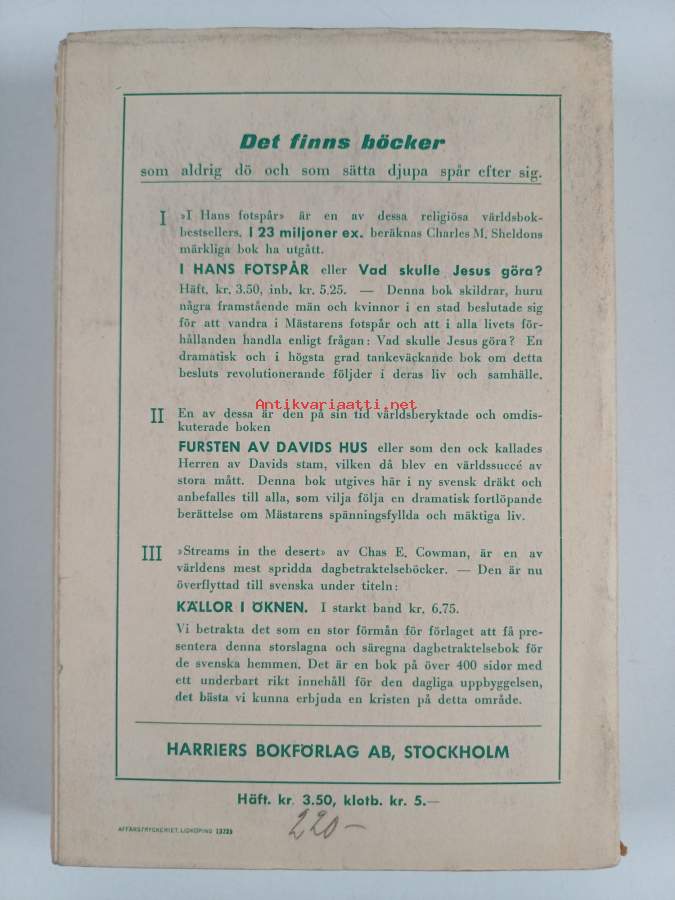 Det finns böcker
som aldrig dö och som sätta djupa spår efter sig.
I »I Hans fotspår» är en av dessa religiösa världsbok-
bestsellers. I 23 miljoner ex. beräknas Charles M. Sheldons
märkliga bok ha utgått.
I HANS FOTSPÅR eller Vad skulle Jesus göra?
Häft. kr. 3.50, inb. kr. 5.25. — Denna bok skildrar, huru
några framstående män och kvinnor i en stad beslutade sig
för att vandra i Mästarens fotspår och att i alla livets för-
hållanden handla enligt frågan: Vad skulle Jesus göra? En
dramatisk och i högsta grad tankeväckande bok om detta
besluts revolutionerande följder i deras liv och samhälle.
Antikvariaatti.net
II En av dessa är den på sin tid världsberyktade och omdis-
kuterade boken
FURSTEN AV DAVIDS HUS eller som den ock kallades
Herren av Davids stam, vilken då blev en världssuccé av
stora mått. Denna bok utgives här i ny svensk dräkt och
anbefalles till alla, som vilja följa en dramatisk fortlöpande
berättelse om Mästarens spänningsfyllda och mäktiga liv.
III »Streams in the desert» av Chas E. Cowman, är en av
världens mest spridda dagbetraktelseböcker. — Den är nu
överflyttad till svenska under titeln:
KÄLLOR I ÖKNEN. I starkt band kr. 6.75.
Vi betrakta det som en stor förmån för förlaget att få pre-
sentera denna storslagna och säregna dagbetraktelsebok för
de svenska hemmen. Det är en bok på över 400 sidor med
ett underbart rikt innehåll för den dagliga uppbyggelsen,
det bästa vi kunna erbjuda en kristen på detta område.
HARRIERS BOKFÖRLAG AB, STOCKHOLM
Häft. kr. 3.50, klotb. kr. 5.—
AFFÄRSTRYCKERIET, LIDKÖPING 13725
220—